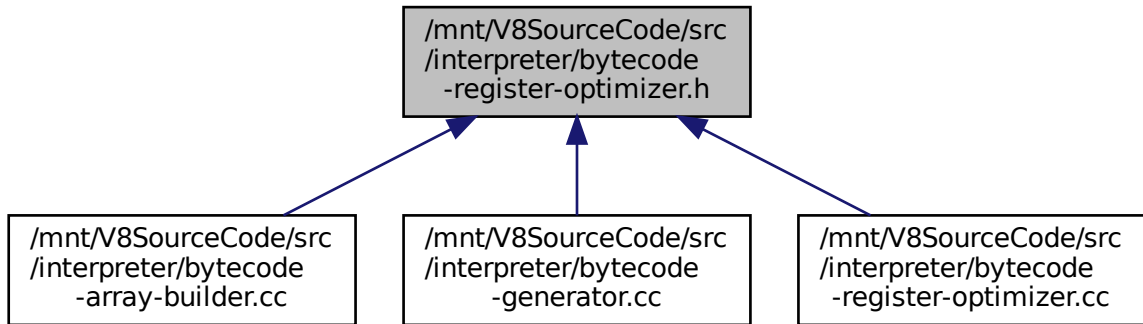 /mnt/V8SourceCode/src
/interpreter/bytecode
-register-optimizer.h
/mnt/V8SourceCode/src
/interpreter/bytecode
-array-builder.cc
/mnt/V8SourceCode/src
/interpreter/bytecode
-generator.cc
/mnt/V8SourceCode/src
/interpreter/bytecode
-register-optimizer.cc